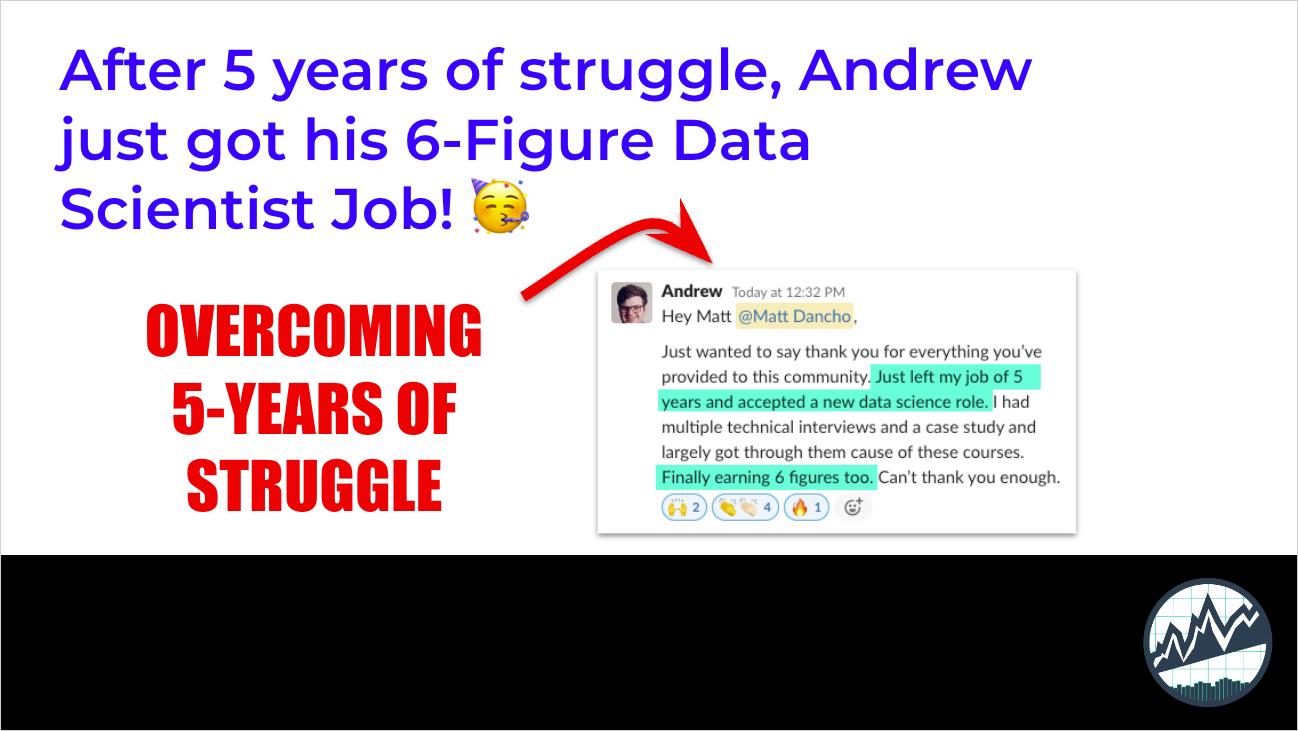 After 5 years of struggle, Andrew
just got his 6-Figure Data
Scientist Job! 🥳
OVERCOMING
5-YEARS OF
STRUGGLE
Andrew Today at 12:32 PM
Hey Matt @Matt Dancho,
Just wanted to say thank you for everything you've
provided to this community. Just left my job of 5
years and accepted a new data science role. I had
multiple technical interviews and a case study and
largely got through them cause of these courses.
Finally earning 6 figures too. Can't thank you enough.
🙌 2 👏👏🏻 4 🔥 1